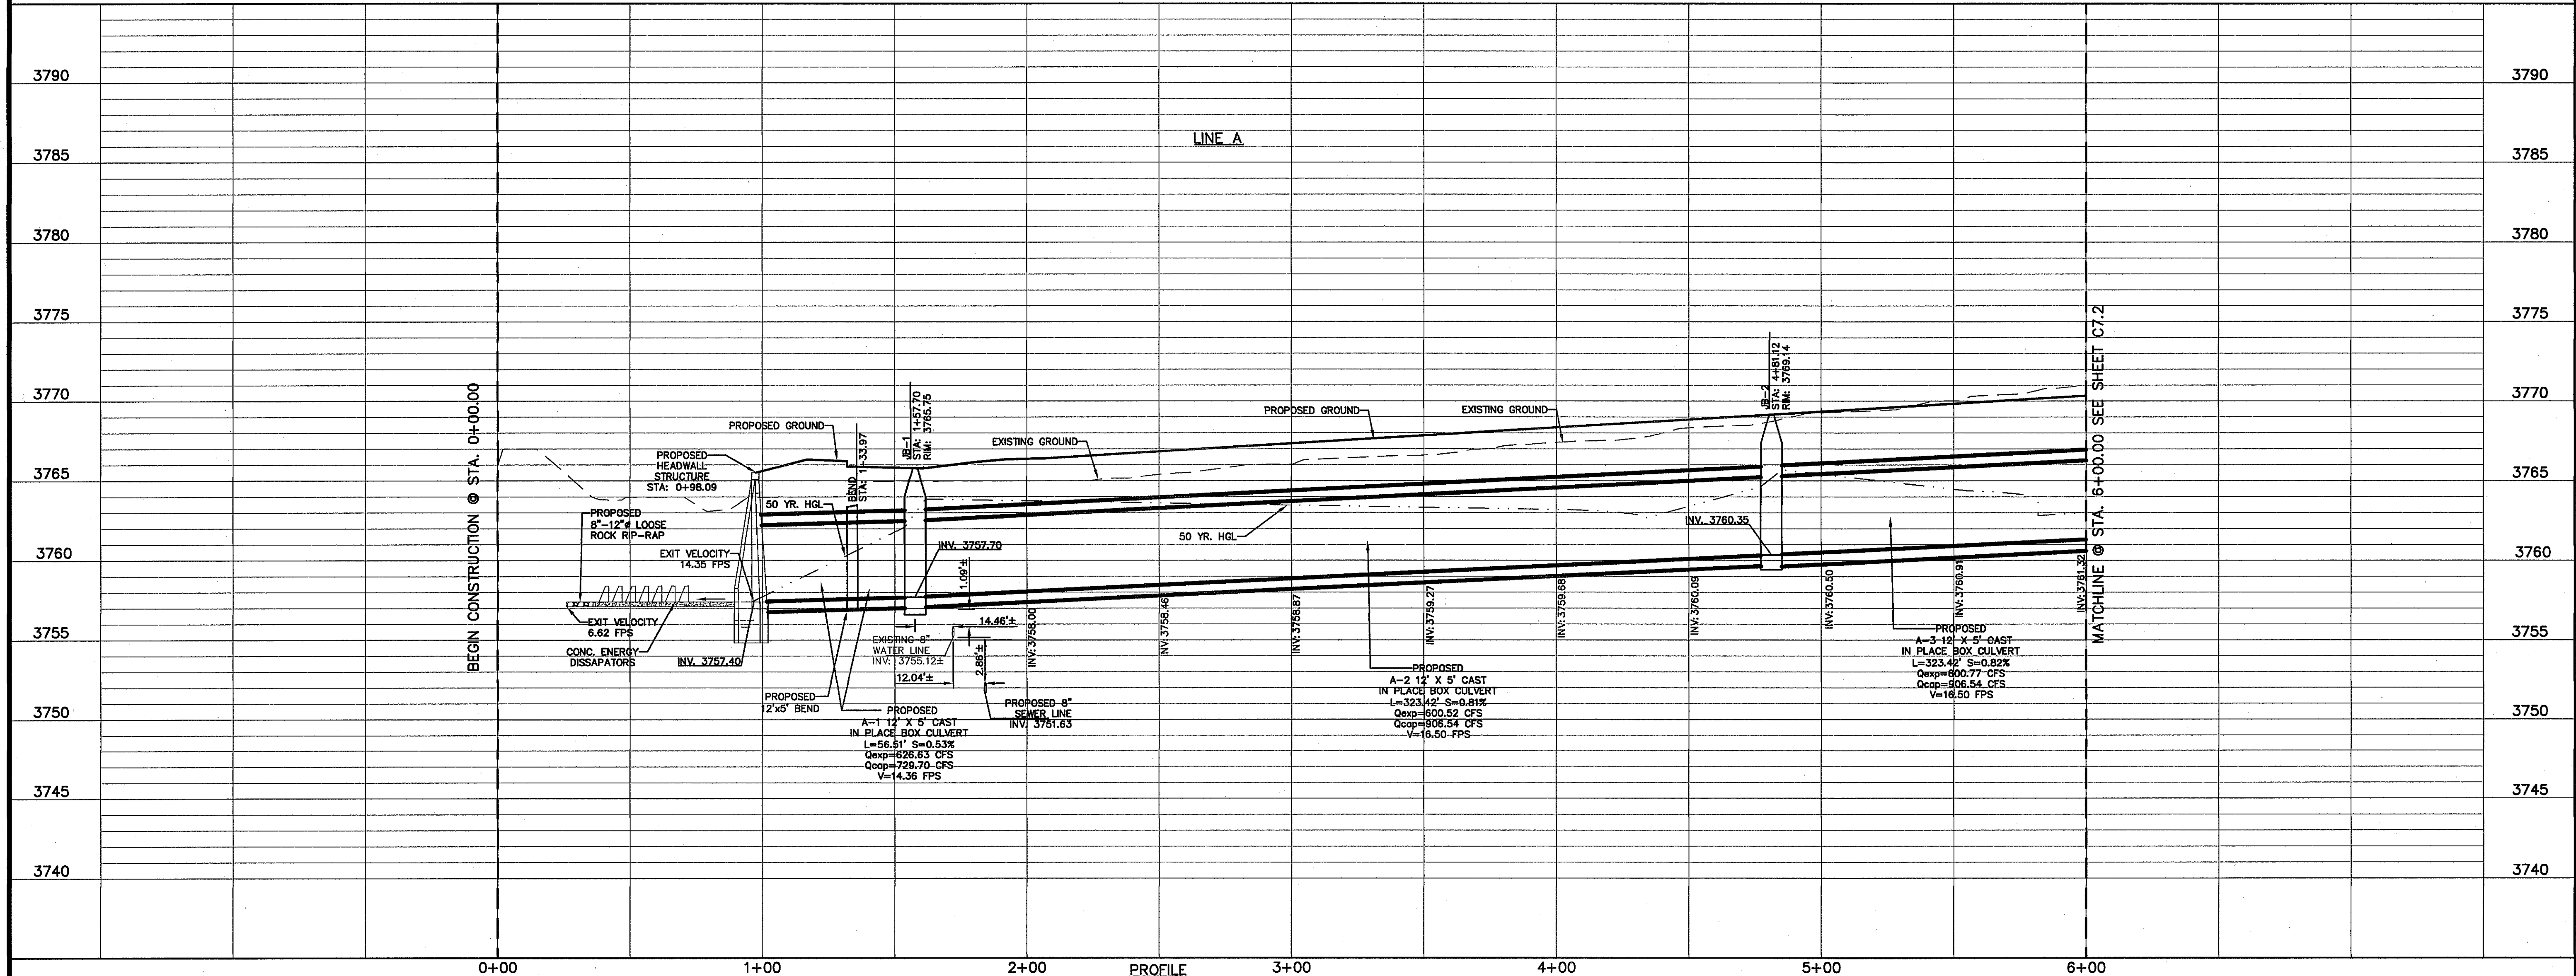 LINE A
3790
3785
3780
3775
3770
3765
3760
3755
3750
3745
3740
3790
3785
3780
3775
3770
3765
3760
3755
3750
3745
3740
BEGIN CONSTRUCTION @ STA. 0+00.00
PROPOSED GROUND
PROPOSED
HEADWALL
STRUCTURE
STA: 0+98.09
PROPOSED
8"-12"ø LOOSE
ROCK RIP-RAP
50 YR. HGL
EXIT VELOCITY
14.35 FPS
EXIT VELOCITY
6.62 FPS
CONC. ENERGY
DISSAPATORS
INV. 3757.40
BEND
STA: 1+33.97
JB-1
STA: 1+57.70
RIM: 3765.75
INV. 3757.70
1.09'±
14.46'±
EXISTING 8"
WATER LINE
INV: 3755.12±
2.86'±
12.04'±
PROPOSED
12'x5' BEND
PROPOSED
A-1 12' X 5' CAST
IN PLACE BOX CULVERT
L=56.51' S=0.53%
Qexp=626.63 CFS
Qcap=729.70 CFS
V=14.36 FPS
PROPOSED 8"
SEWER LINE
INV. 3751.63
EXISTING GROUND
PROPOSED GROUND
EXISTING GROUND
50 YR. HGL
INV: 3758.00
INV: 3758.46
INV: 3758.87
INV: 3759.27
INV: 3759.68
INV: 3760.09
INV: 3760.50
INV: 3760.91
INV: 3761.32
PROPOSED
A-2 12' X 5' CAST
IN PLACE BOX CULVERT
L=323.42' S=0.81%
Qexp=600.52 CFS
Qcap=906.54 CFS
V=16.50 FPS
JB-2
STA: 4+81.12
RIM: 3769.14
INV. 3760.35
PROPOSED
A-3 12' X 5' CAST
IN PLACE BOX CULVERT
L=323.42' S=0.82%
Qexp=600.77 CFS
Qcap=906.54 CFS
V=16.50 FPS
MATCHLINE @ STA. 6+00.00 SEE SHEET C7.2
0+00
1+00
2+00
PROFILE
3+00
4+00
5+00
6+00